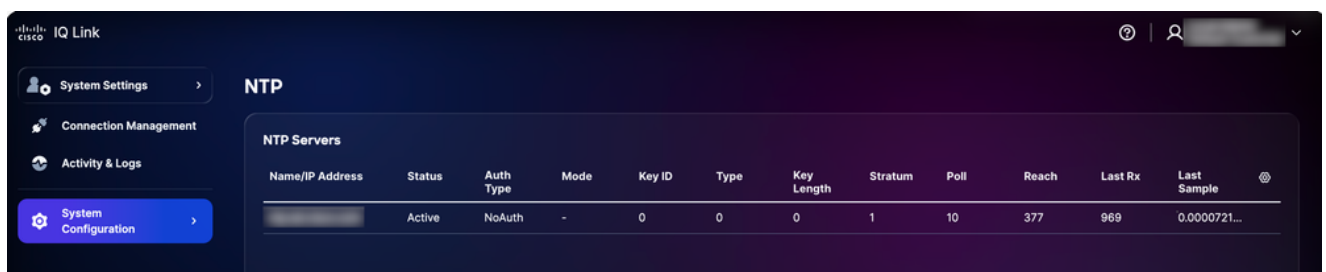 cisco IQ Link
System Settings
NTP
Connection Management
NTP Servers
Activity & Logs
Name/IP Address Status Auth Type Mode Key ID Type Key Length Stratum Poll Reach Last Rx Last Sample
System Configuration
Active NoAuth - 0 0 0 1 10 377 969 0.0000721...